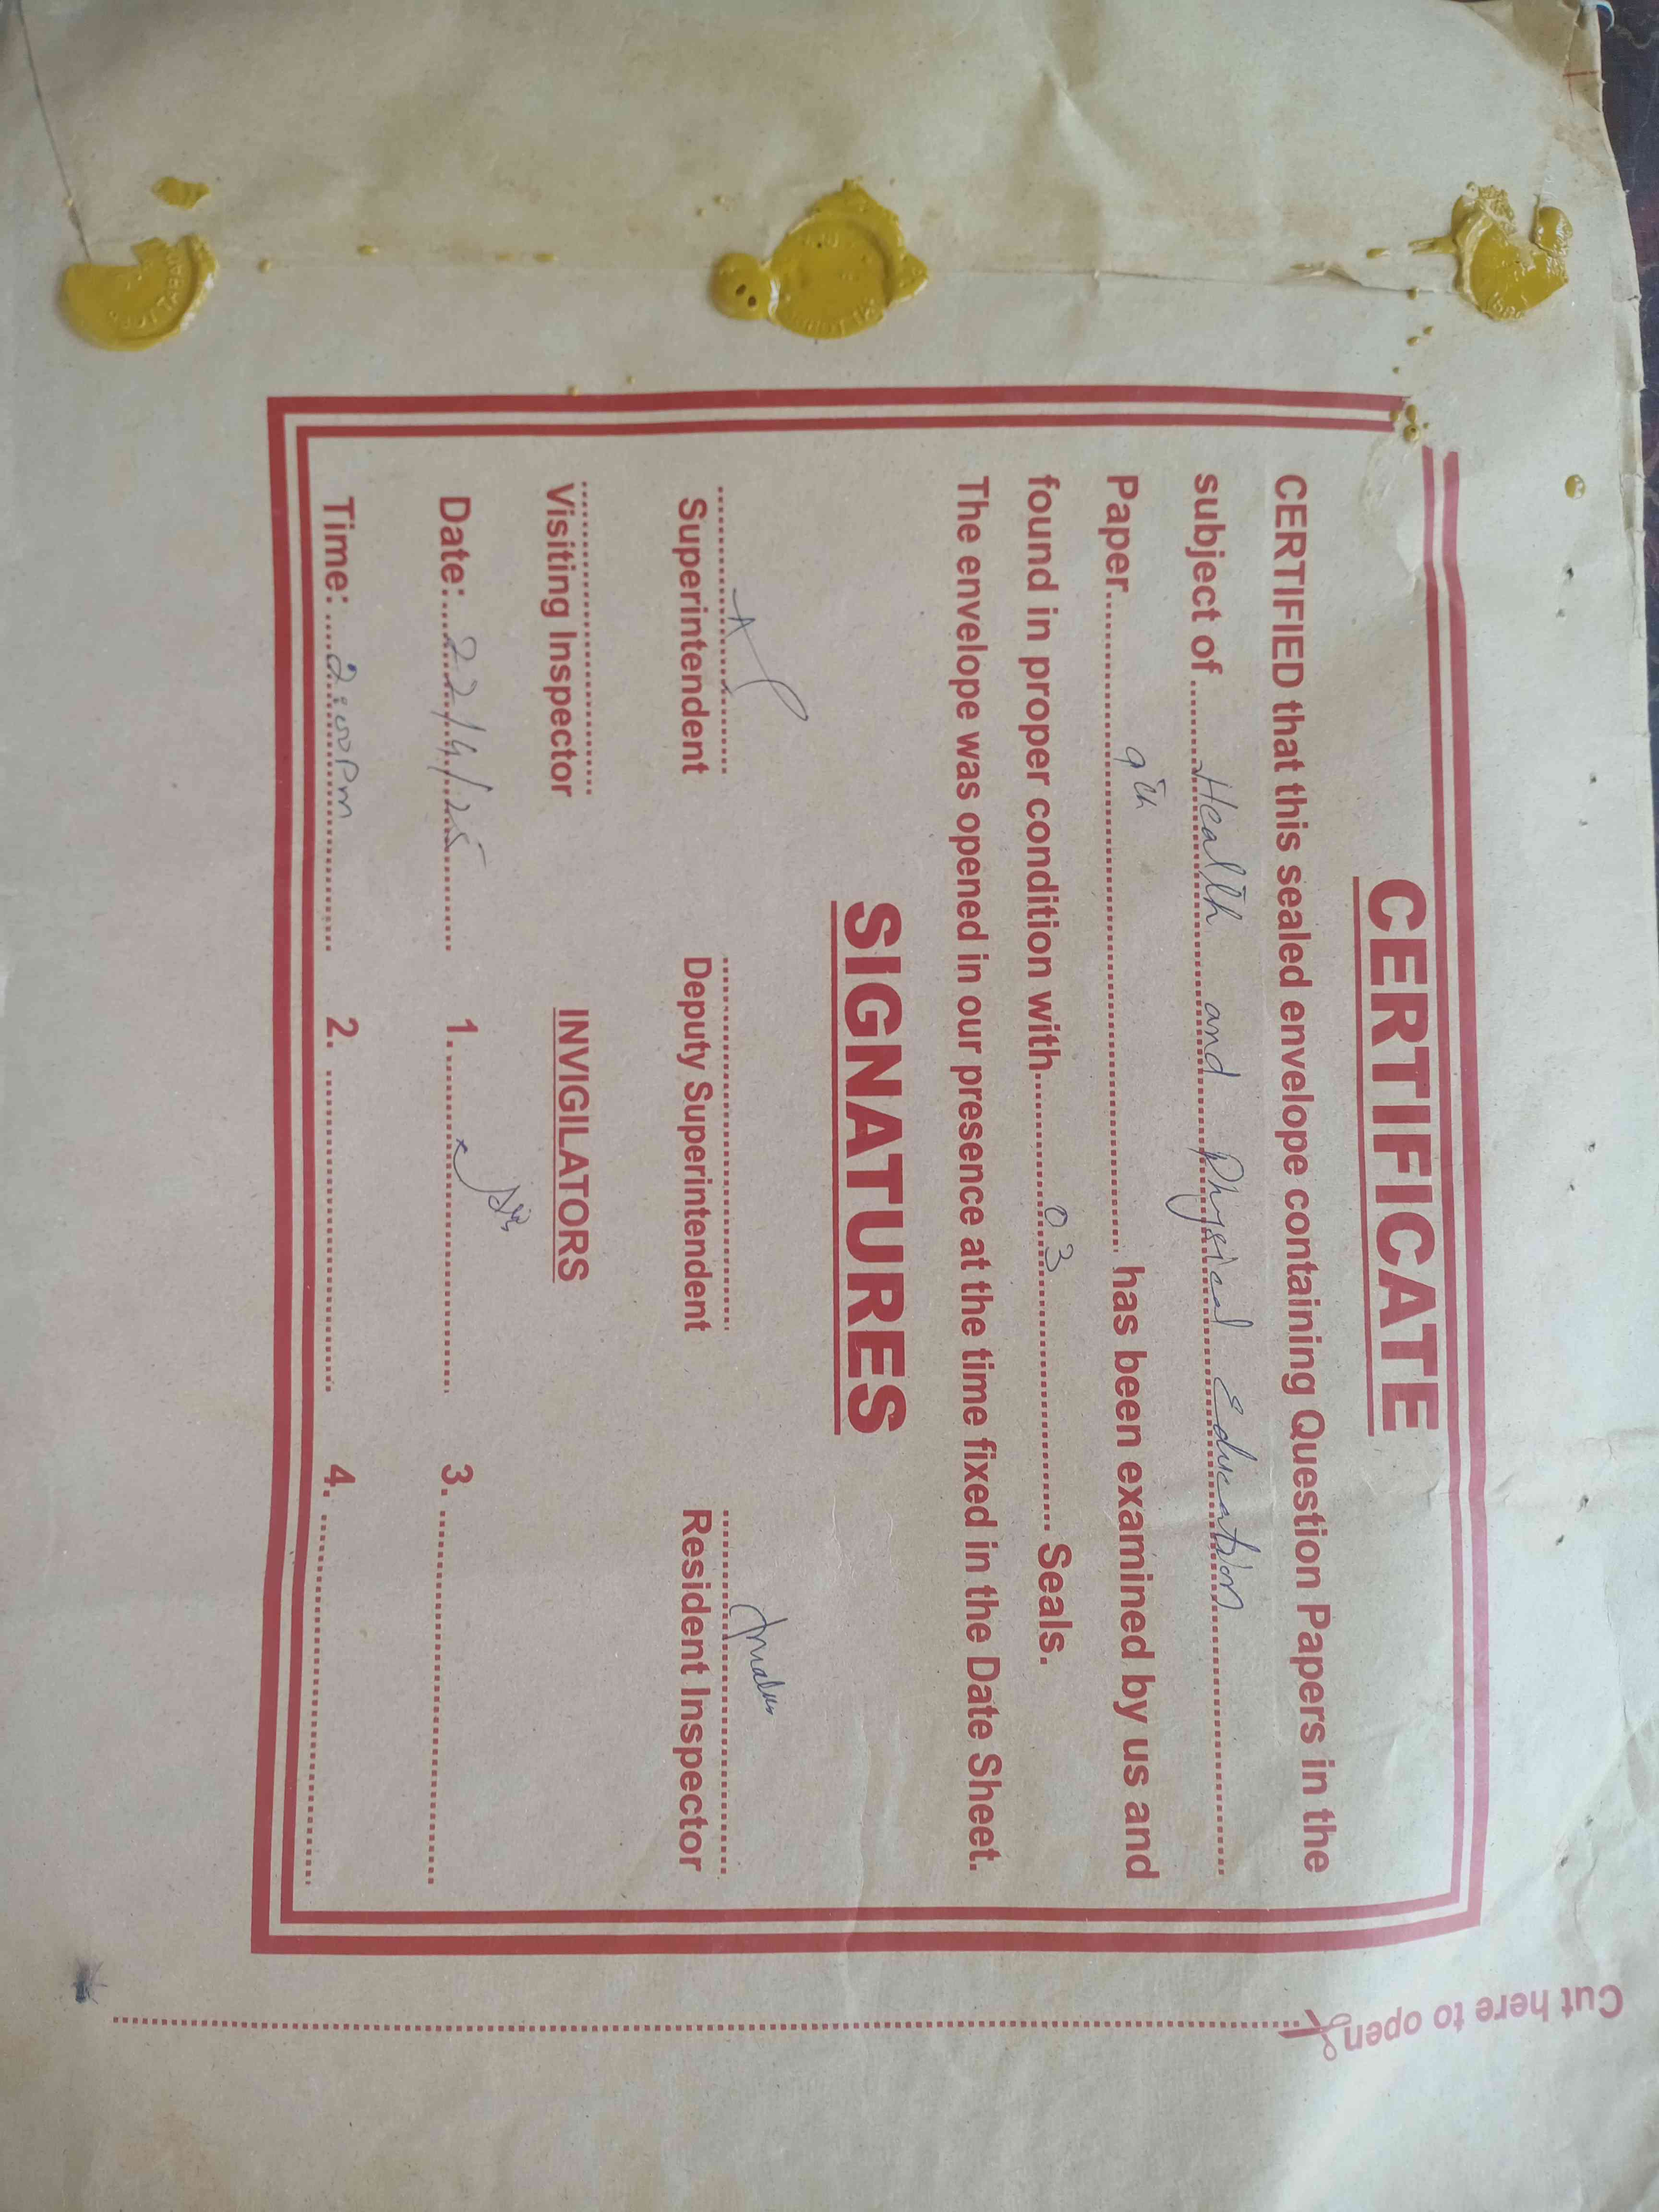 CERTIFICATE
CERTIFIED that this sealed envelope containing Question Papers in the
subject of ........ Health and Physical Education ........
Paper........ 9th ........ has been examined by us and
found in proper condition with........ 03 ........ Seals.
The envelope was opened in our presence at the time fixed in the Date Sheet.
SIGNATURES
Superintendent Deputy Superintendent Resident Inspector
Visiting Inspector INVIGILATORS
Date:... 22/4/25 ... 1. ........ 3. ........
Time: ... 2:00 Pm ... 2. ........ 4. ........
Cut here to open